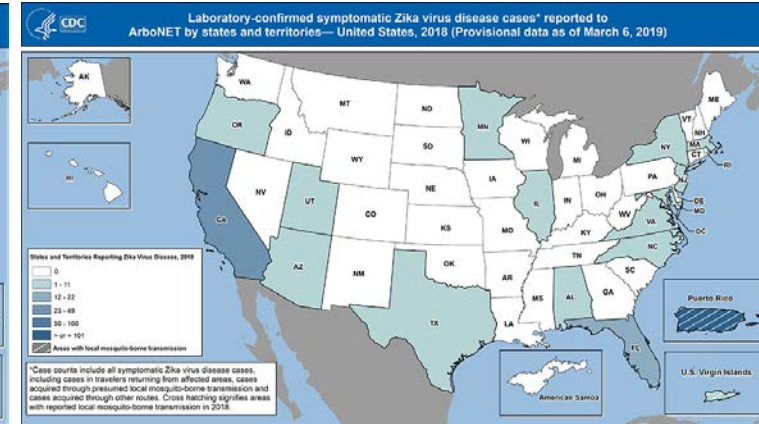 CDC
Laboratory-confirmed symptomatic Zika virus disease cases* reported to
ArboNET by states and territories— United States, 2018 (Provisional data as of March 6, 2019)
AK
HI
WA
OR
CA
NV
ID
MT
WY
UT
AZ
CO
NM
ND
SD
NE
KS
OK
TX
MN
IA
MO
AR
LA
WI
IL
MI
IN
OH
KY
TN
MS
AL
GA
FL
SC
NC
VA
WV
PA
NY
VT
NH
ME
MA
CT
RI
NJ
DE
MD
DC
States and Territories Reporting Zika Virus Disease, 2018
0
1 - 11
12 - 22
23 - 49
50 - 100
> or = 101
Areas with local mosquito-borne transmission
*Case counts include all symptomatic Zika virus disease cases,
including cases in travelers returning from affected areas, cases
acquired through presumed local mosquito-borne transmission and
cases acquired through other routes. Cross hatching signifies areas
with reported local mosquito-borne transmission in 2018.
American Samoa
Puerto Rico
U.S. Virgin Islands